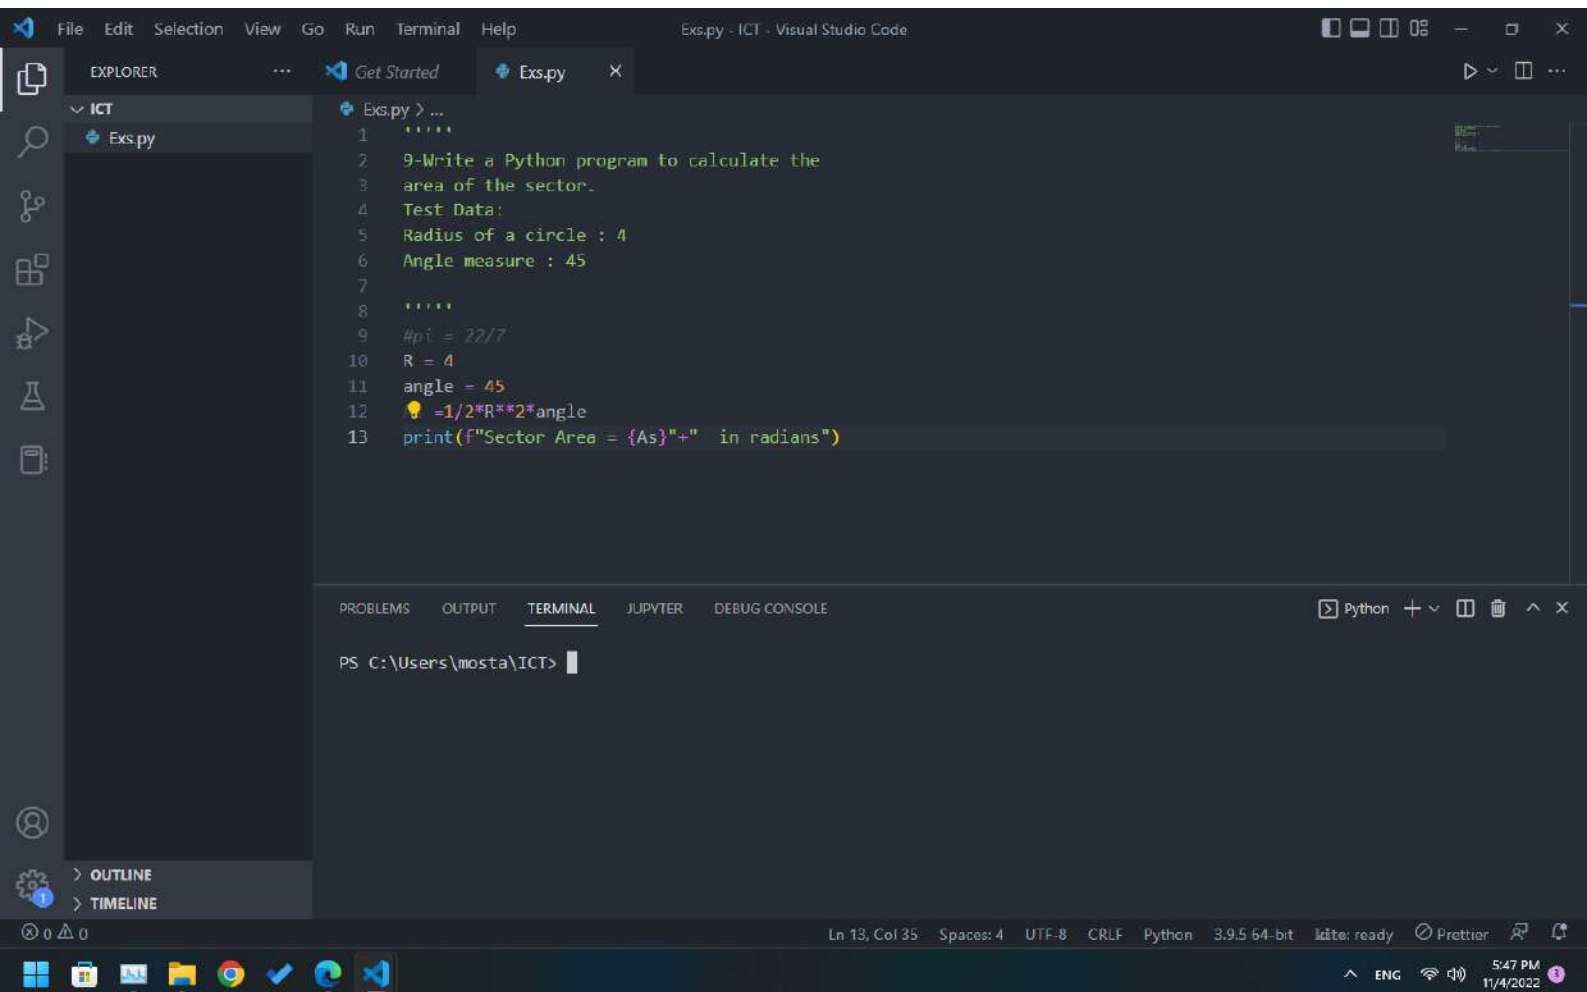 File Edit Selection View Go Run Terminal Help Exs.py - ICT - Visual Studio Code
EXPLORER ... Get Started Exs.py
ICT
Exs.py
Exs.py > ...
1 '''''
2 9-Write a Python program to calculate the
3 area of the sector.
4 Test Data:
5 Radius of a circle : 4
6 Angle measure : 45
7
8 '''''
9 #pi = 22/7
10 R = 4
11 angle = 45
12 =1/2*R**2*angle
13 print(f"Sector Area = {As}"+"  in radians")
PROBLEMS OUTPUT TERMINAL JUPYTER DEBUG CONSOLE Python
PS C:\Users\mosta\ICT>
OUTLINE
1
TIMELINE
0 0 Ln 13, Col 35 Spaces: 4 UTF-8 CRLF Python 3.9.5 64-bit kite: ready Prettier
ENG 5:47 PM
11/4/2022 3